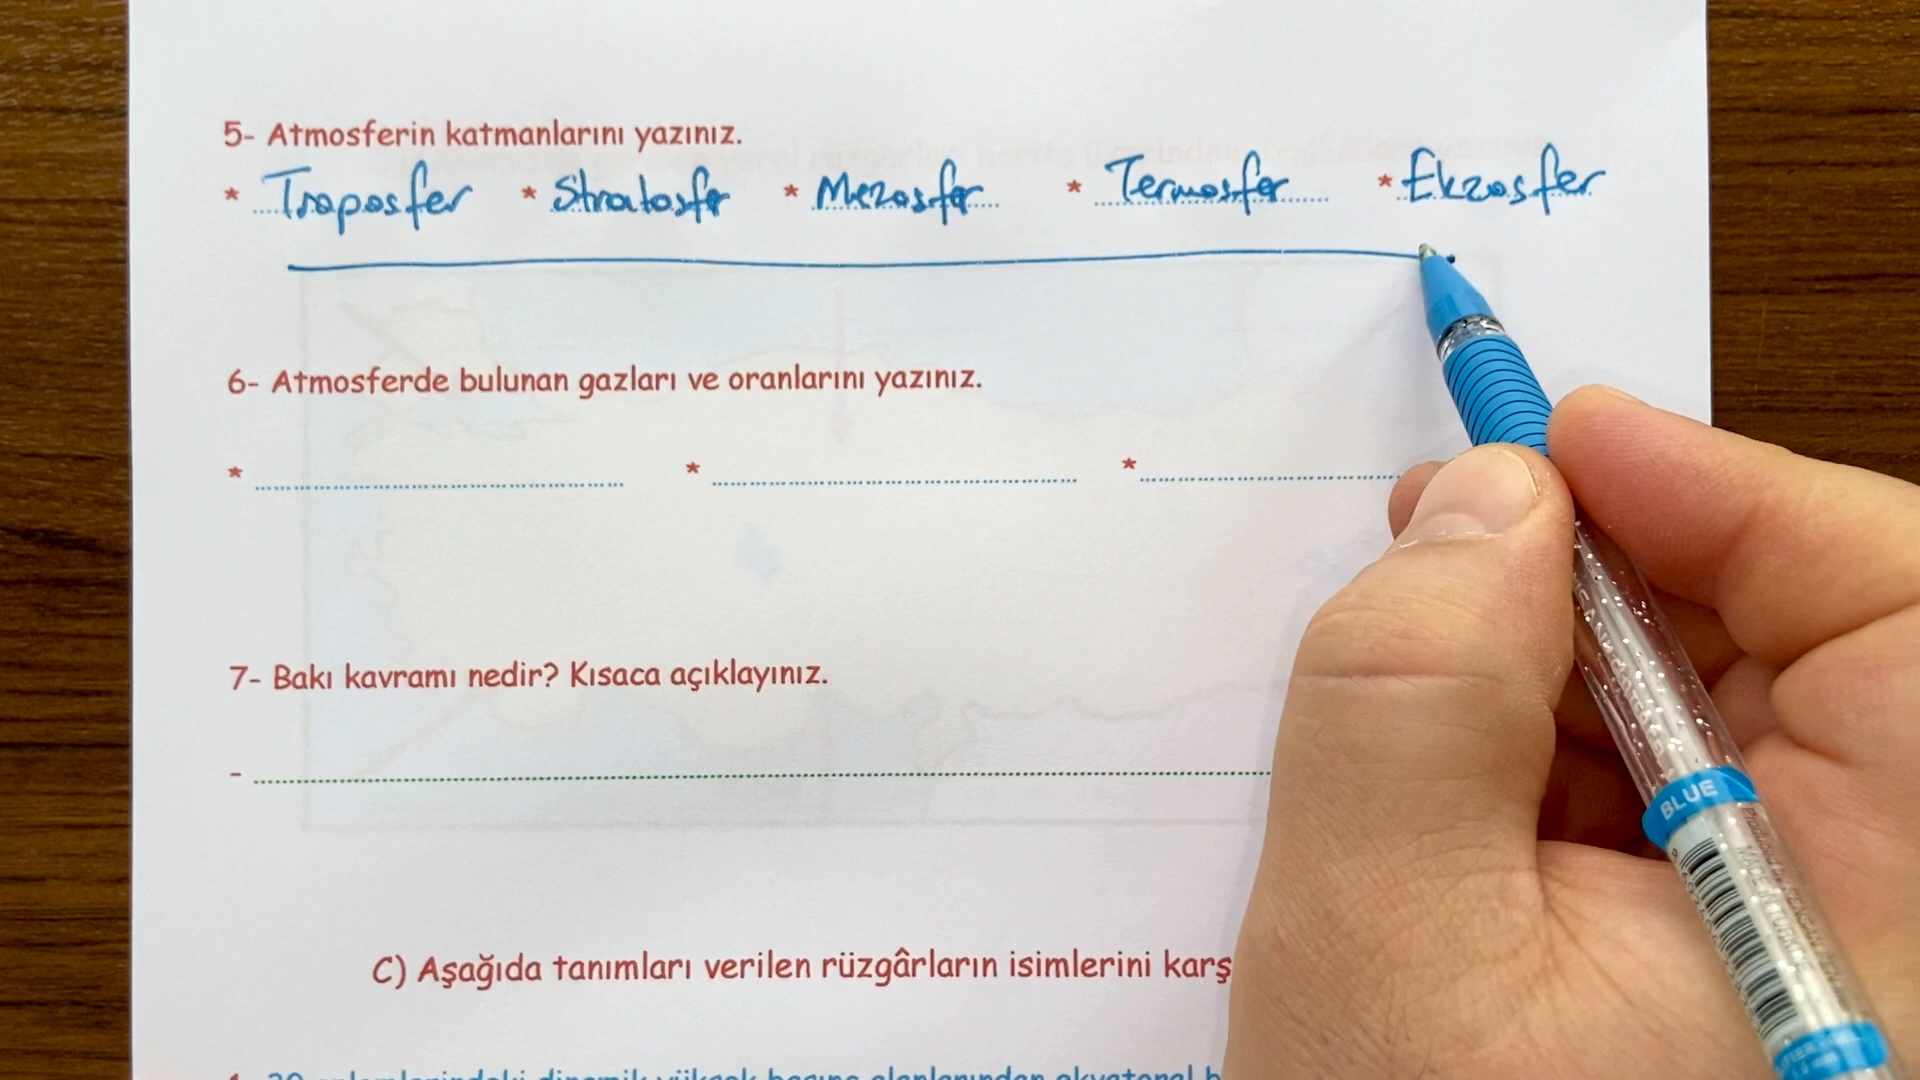 5- Atmosferin katmanlarını yazınız.
* Troposfer * Stratosfer * Mezosfer * Termosfer * Ekzosfer
6- Atmosferde bulunan gazları ve oranlarını yazınız.
* * *
7- Bakı kavramı nedir? Kısaca açıklayınız.
-
C) Aşağıda tanımları verilen rüzgârların isimlerini karş
BLUE